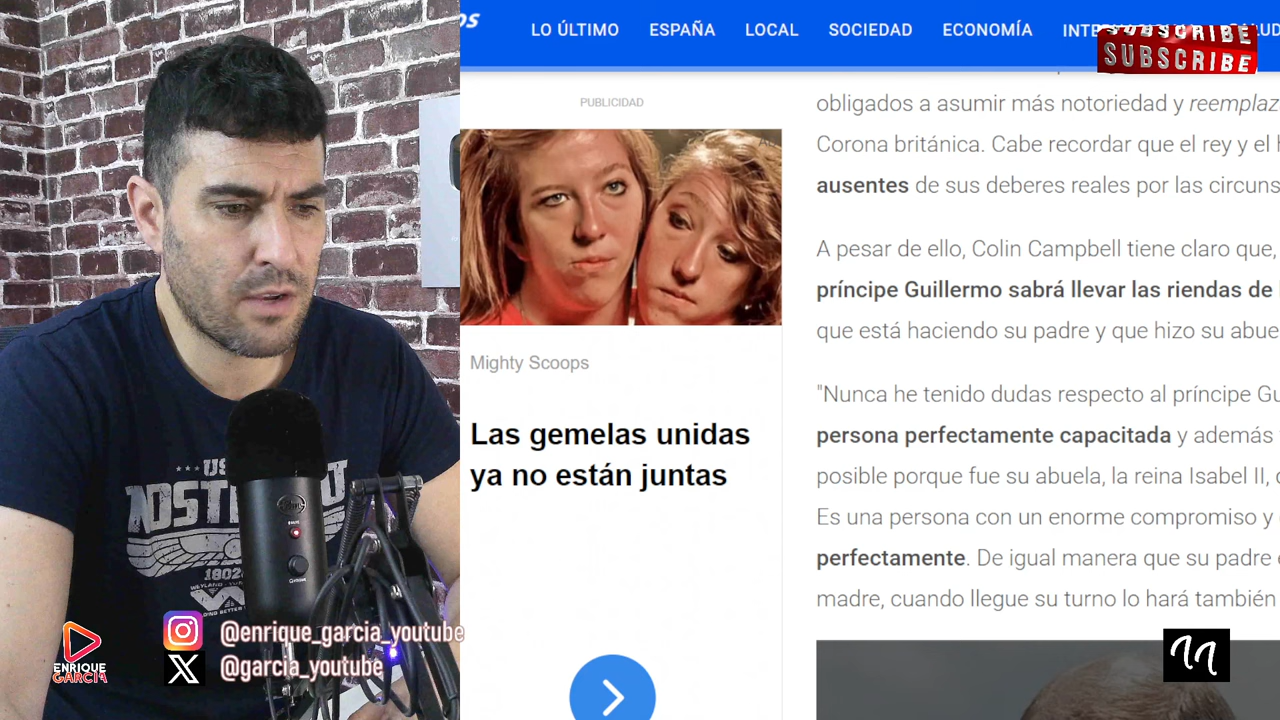 OS
LO ÚLTIMO
ESPAÑA
LOCAL
SOCIEDAD
ECONOMÍA
SUBSCRIBE
SUBSCRIBE
PUBLICIDAD
Mighty Scoops
Las gemelas unidas
ya no están juntas
obligados a asumir más notoriedad y
Corona británica. Cabe recordar que el rey y el
ausentes de sus deberes reales por las
A pesar de ello, Colin Campbell tiene claro que,
príncipe Guillermo sabrá llevar las riendas de
que está haciendo su padre y que hizo su
"Nunca he tenido dudas respecto al príncipe
persona perfectamente capacitada y además
posible porque fue su abuela, la reina Isabel II,
Es una persona con un enorme compromiso y
perfectamente. De igual manera que su padre
madre, cuando llegue su turno lo hará también
NOSTROMO
1802
@enrique_garcia_youtube
@garcia_youtube
ENRIQUE
GARCIA